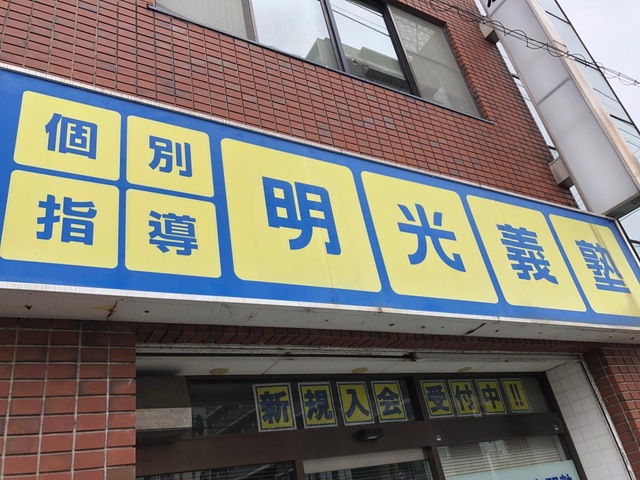 個別
指導
明光義塾
新規入会 受付中!!